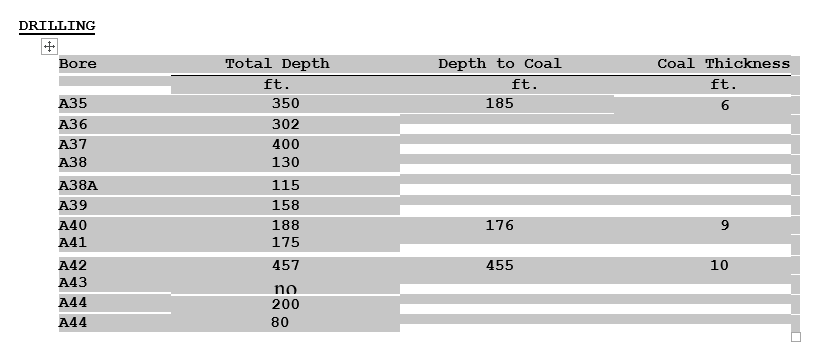 DRILLING
Bore Total Depth Depth to Coal Coal Thickness
ft. ft. ft.
A35 350 185 6
A36 302
A37 400
A38 130
A38A 115
A39 158
A40 188 176 9
A41 175
A42 457 455 10
A43 no
A44 200
A44 80